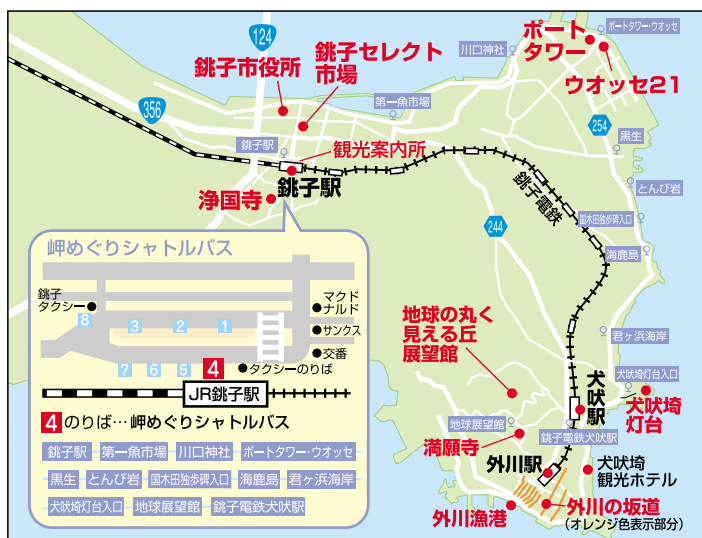 124
銚子市役所
銚子セレクト
市場
356
第一魚市場
川口神社
ポート
タワー
ポートタワー・ウオッセ
ウオッセ21
254
黒生
銚子駅
観光案内所
銚子駅
浄国寺
銚子電鉄
とんび岩
国木田独歩碑入口
244
海鹿島
君ヶ浜海岸
地球の丸く
見える丘
展望館
犬吠埼灯台入口
犬吠駅
犬吠埼
灯台
地球展望館
満願寺
銚子電鉄犬吠駅
外川駅
犬吠埼
観光ホテル
外川漁港
外川の坂道
(オレンジ色表示部分)
岬めぐりシャトルバス
銚子
タクシー
8
3
2
1
マクド
ナルド
サンクス
交番
7
6
5
4
タクシーのりば
JR銚子駅
4のりば…岬めぐりシャトルバス
銚子駅 第一魚市場 川口神社 ポートタワー・ウオッセ
黒生 とんび岩 国木田独歩碑入口 海鹿島 君ヶ浜海岸
犬吠埼灯台入口 地球展望館 銚子電鉄犬吠駅